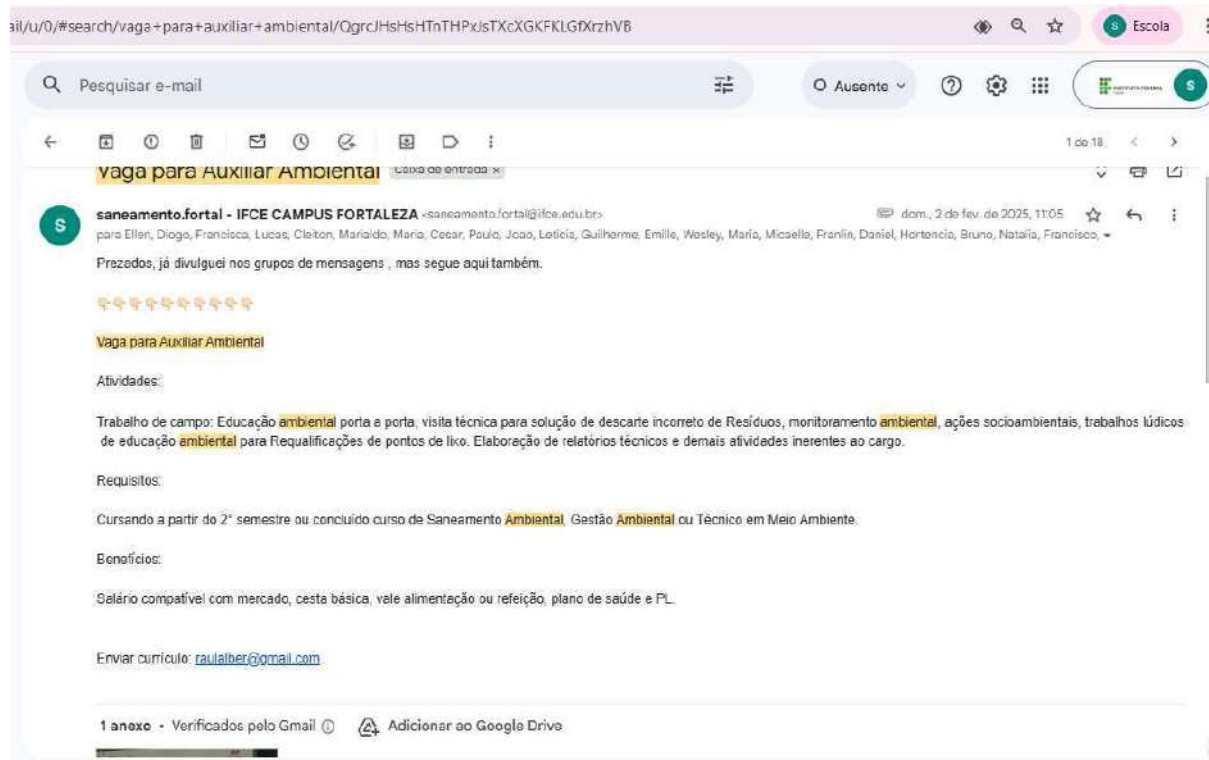 ail/u/0/#search/vaga+para+auxiliar+ambiental/QgrcJHsHsHTnTHPxJsTXcXGKFKLGfXrzhVB
S Escola
Pesquisar e-mail
Ausente
INSTITUTO FEDERAL
S
1 de 18
Vaga para Auxiliar Ambiental Caixa de entrada ×
S
saneamento.fortal - IFCE CAMPUS FORTALEZA <saneamento.fortal@ifce.edu.br>
dom., 2 de fev. de 2025, 11:05
para Ellen, Diogo, Francisca, Lucas, Cleiton, Marialdo, Maria, Cesar, Paulo, Joao, Leticia, Guilherme, Emille, Wesley, Maria, Micaelle, Franlin, Daniel, Hortencia, Bruno, Natalia, Francisco,
Prezados, já divulguei nos grupos de mensagens , mas segue aqui também.
👇🏻👇🏻👇🏻👇🏻👇🏻👇🏻👇🏻👇🏻👇🏻👇🏻
Vaga para Auxiliar Ambiental
Atividades:
Trabalho de campo: Educação ambiental porta a porta, visita técnica para solução de descarte incorreto de Resíduos, monitoramento ambiental, ações socioambientais, trabalhos lúdicos
de educação ambiental para Requalificações de pontos de lixo. Elaboração de relatórios técnicos e demais atividades inerentes ao cargo.
Requisitos:
Cursando a partir do 2° semestre ou concluído curso de Saneamento Ambiental, Gestão Ambiental ou Técnico em Meio Ambiente.
Benefícios:
Salário compatível com mercado, cesta básica, vale alimentação ou refeição, plano de saúde e PL.
Enviar currículo: raulalber@gmail.com
1 anexo • Verificados pelo Gmail
Adicionar ao Google Drive